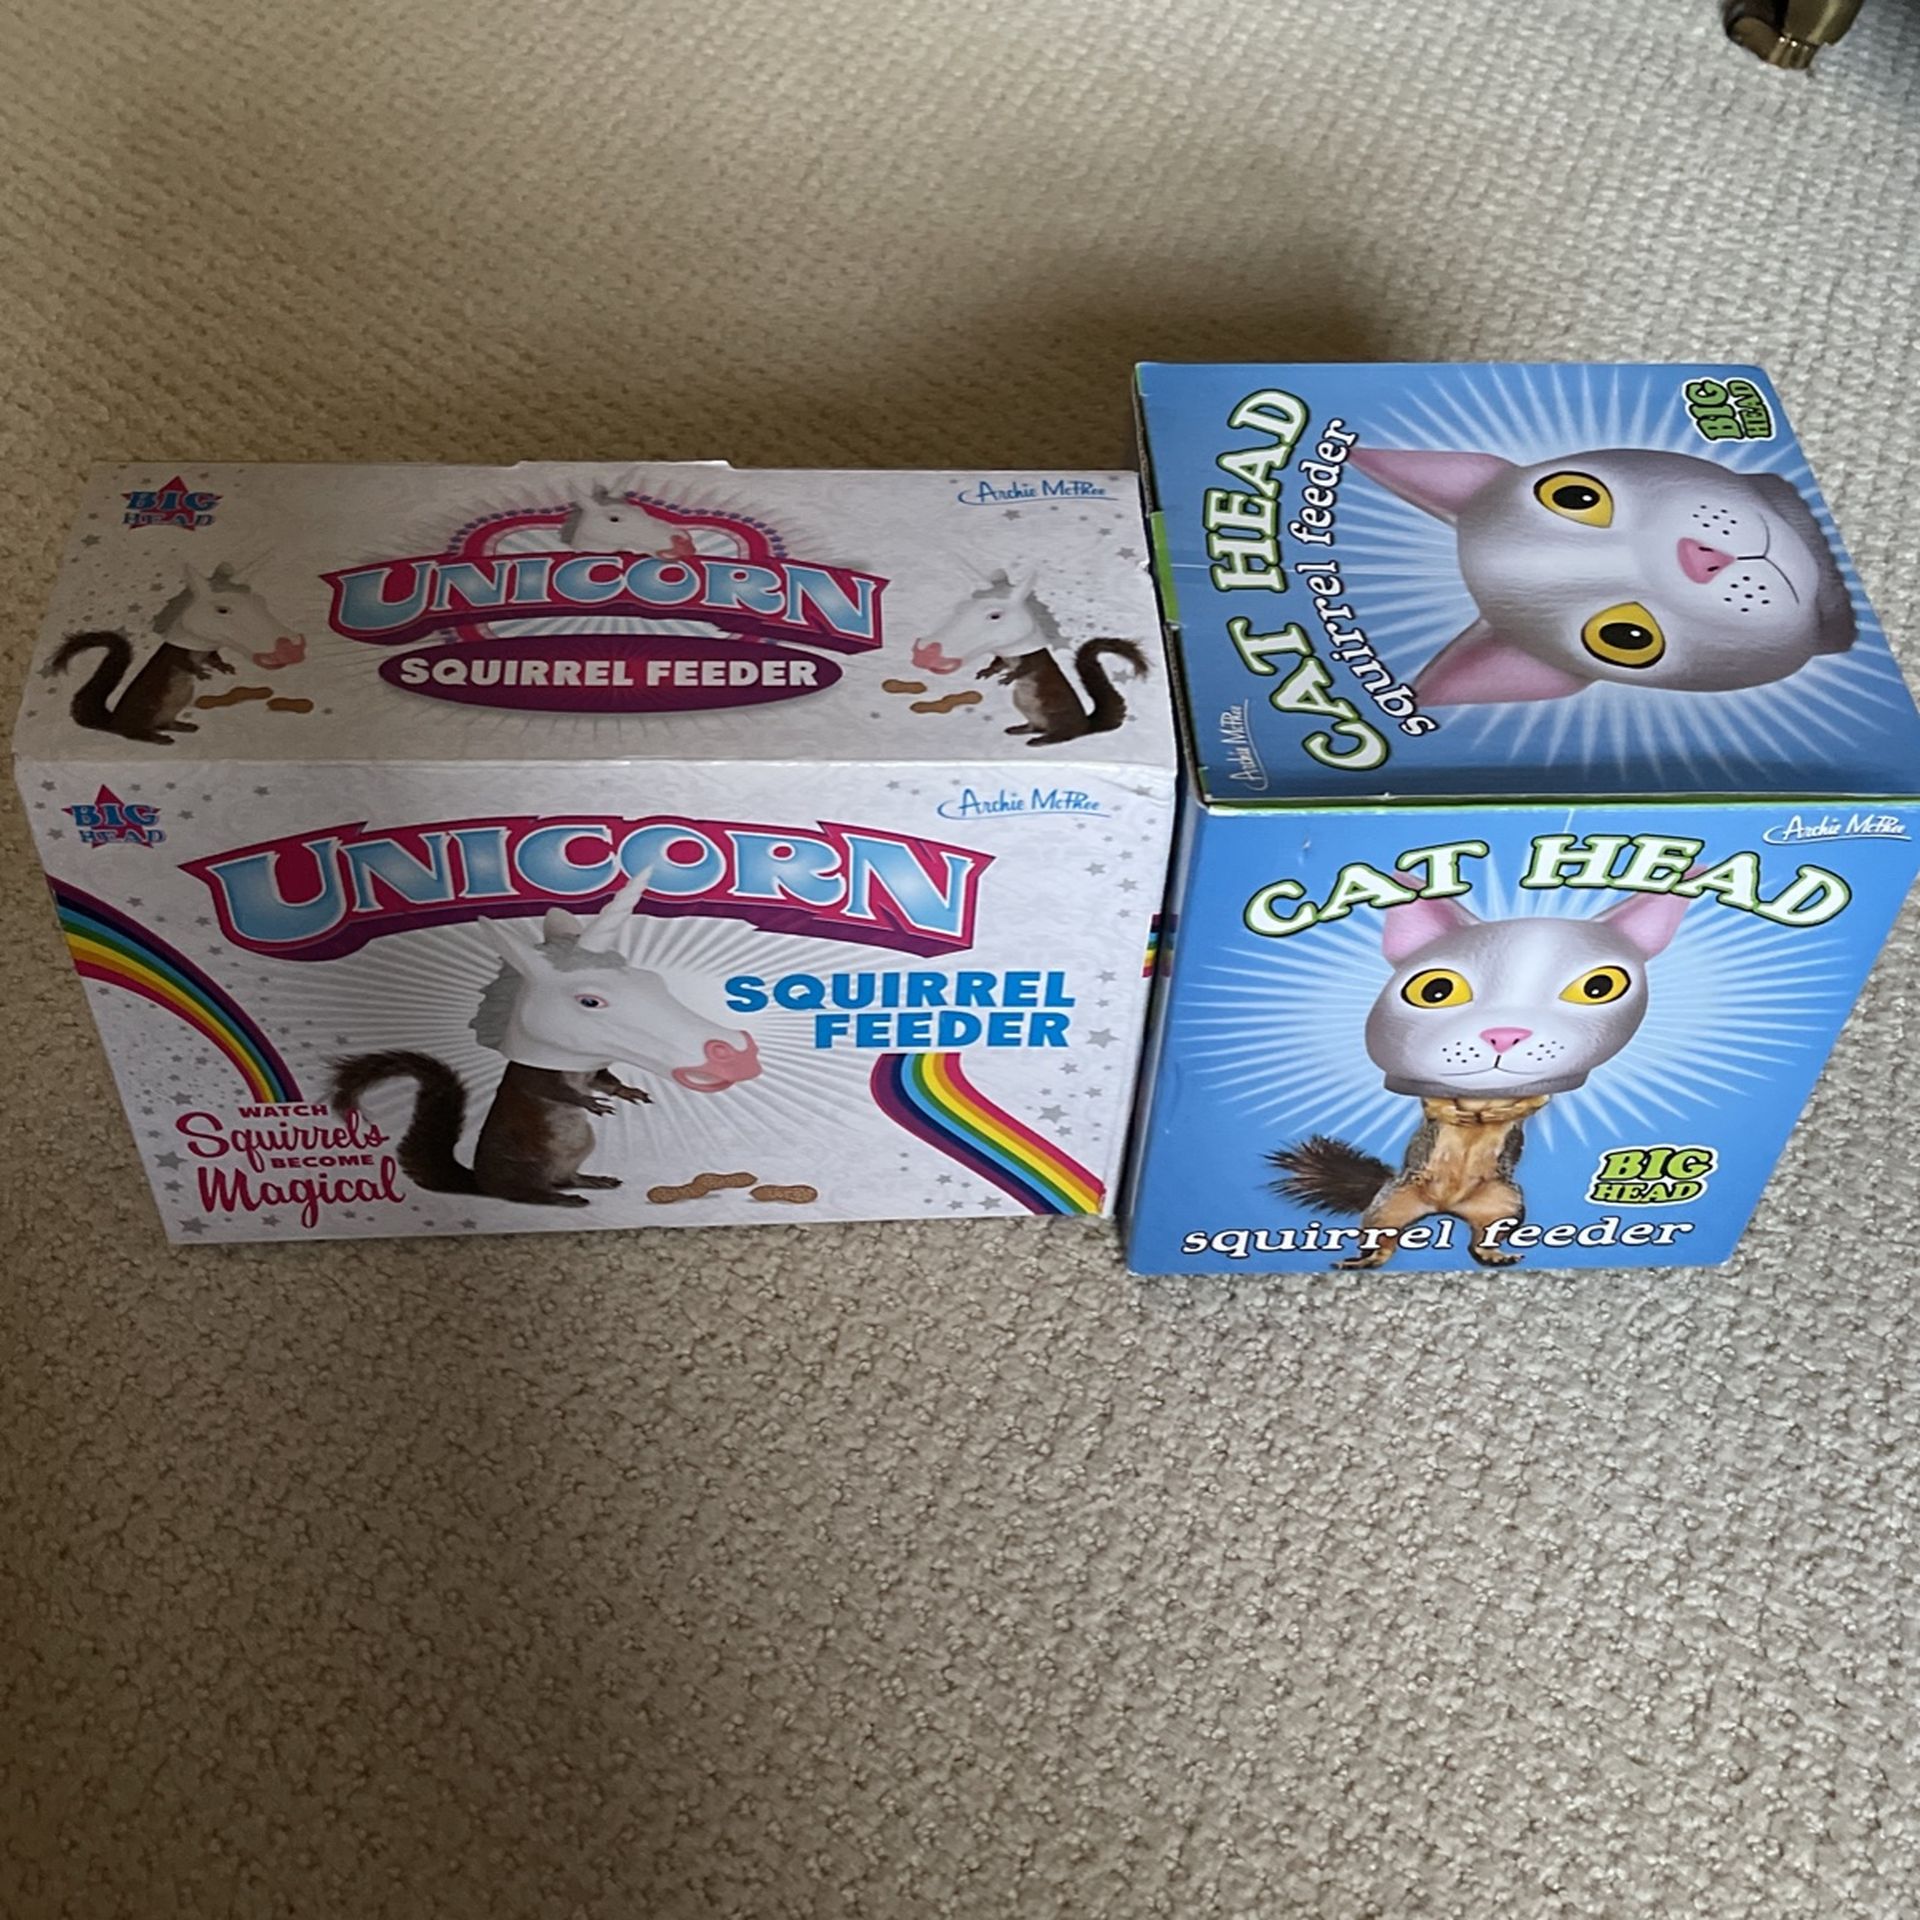 BIG
HEAD
Archie McPhee
UNICORN
SQUIRREL FEEDER
BIG
HEAD
Archie McPhee
UNICORN
SQUIRREL
FEEDER
WATCH
Squirrels
BECOME
Magical
CAT HEAD
squirrel feeder
BIG
HEAD
Archie McPhee
Archie McPhee
CAT HEAD
BIG
HEAD
squirrel feeder